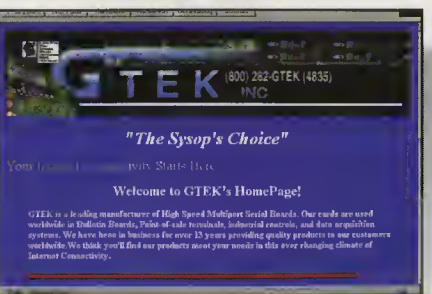 GTEK (800) 282-GTEK (4835)
INC
"The Sysop's Choice"
Your Starts Here
Welcome to GTEK's HomePage!
GTEK is a leading manufacturer of High Speed Multiport Serial Boards. Our cards are used
worldwide in Bulletin Boards, Point-of-sale terminals, industrial controls, and data acquisition
systems. We have been in business for over 13 years providing quality products to our customers
worldwide. We think you'll find our products meet your needs in this ever changing climate of
Internet Connectivity.